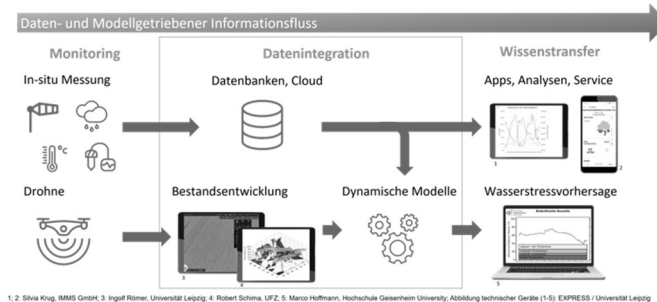 Daten- und Modellgetriebener Informationsfluss
Monitoring
Datenintegration
Wissenstransfer
In-situ Messung
Datenbanken, Cloud
Apps, Analysen, Service
°C
1
2
Drohne
Bestandsentwicklung
Dynamische Modelle
Wasserstressvorhersage
3
4
5
1; 2: Silvia Krug, IMMS GmbH; 3: Ingolf Römer, Universität Leipzig; 4: Robert Schima, UFZ; 5: Marco Hoffmann, Hochschule Geisenheim University; Abbildung technischer Geräte (1-5): EXPRESS / Universität Leipzig